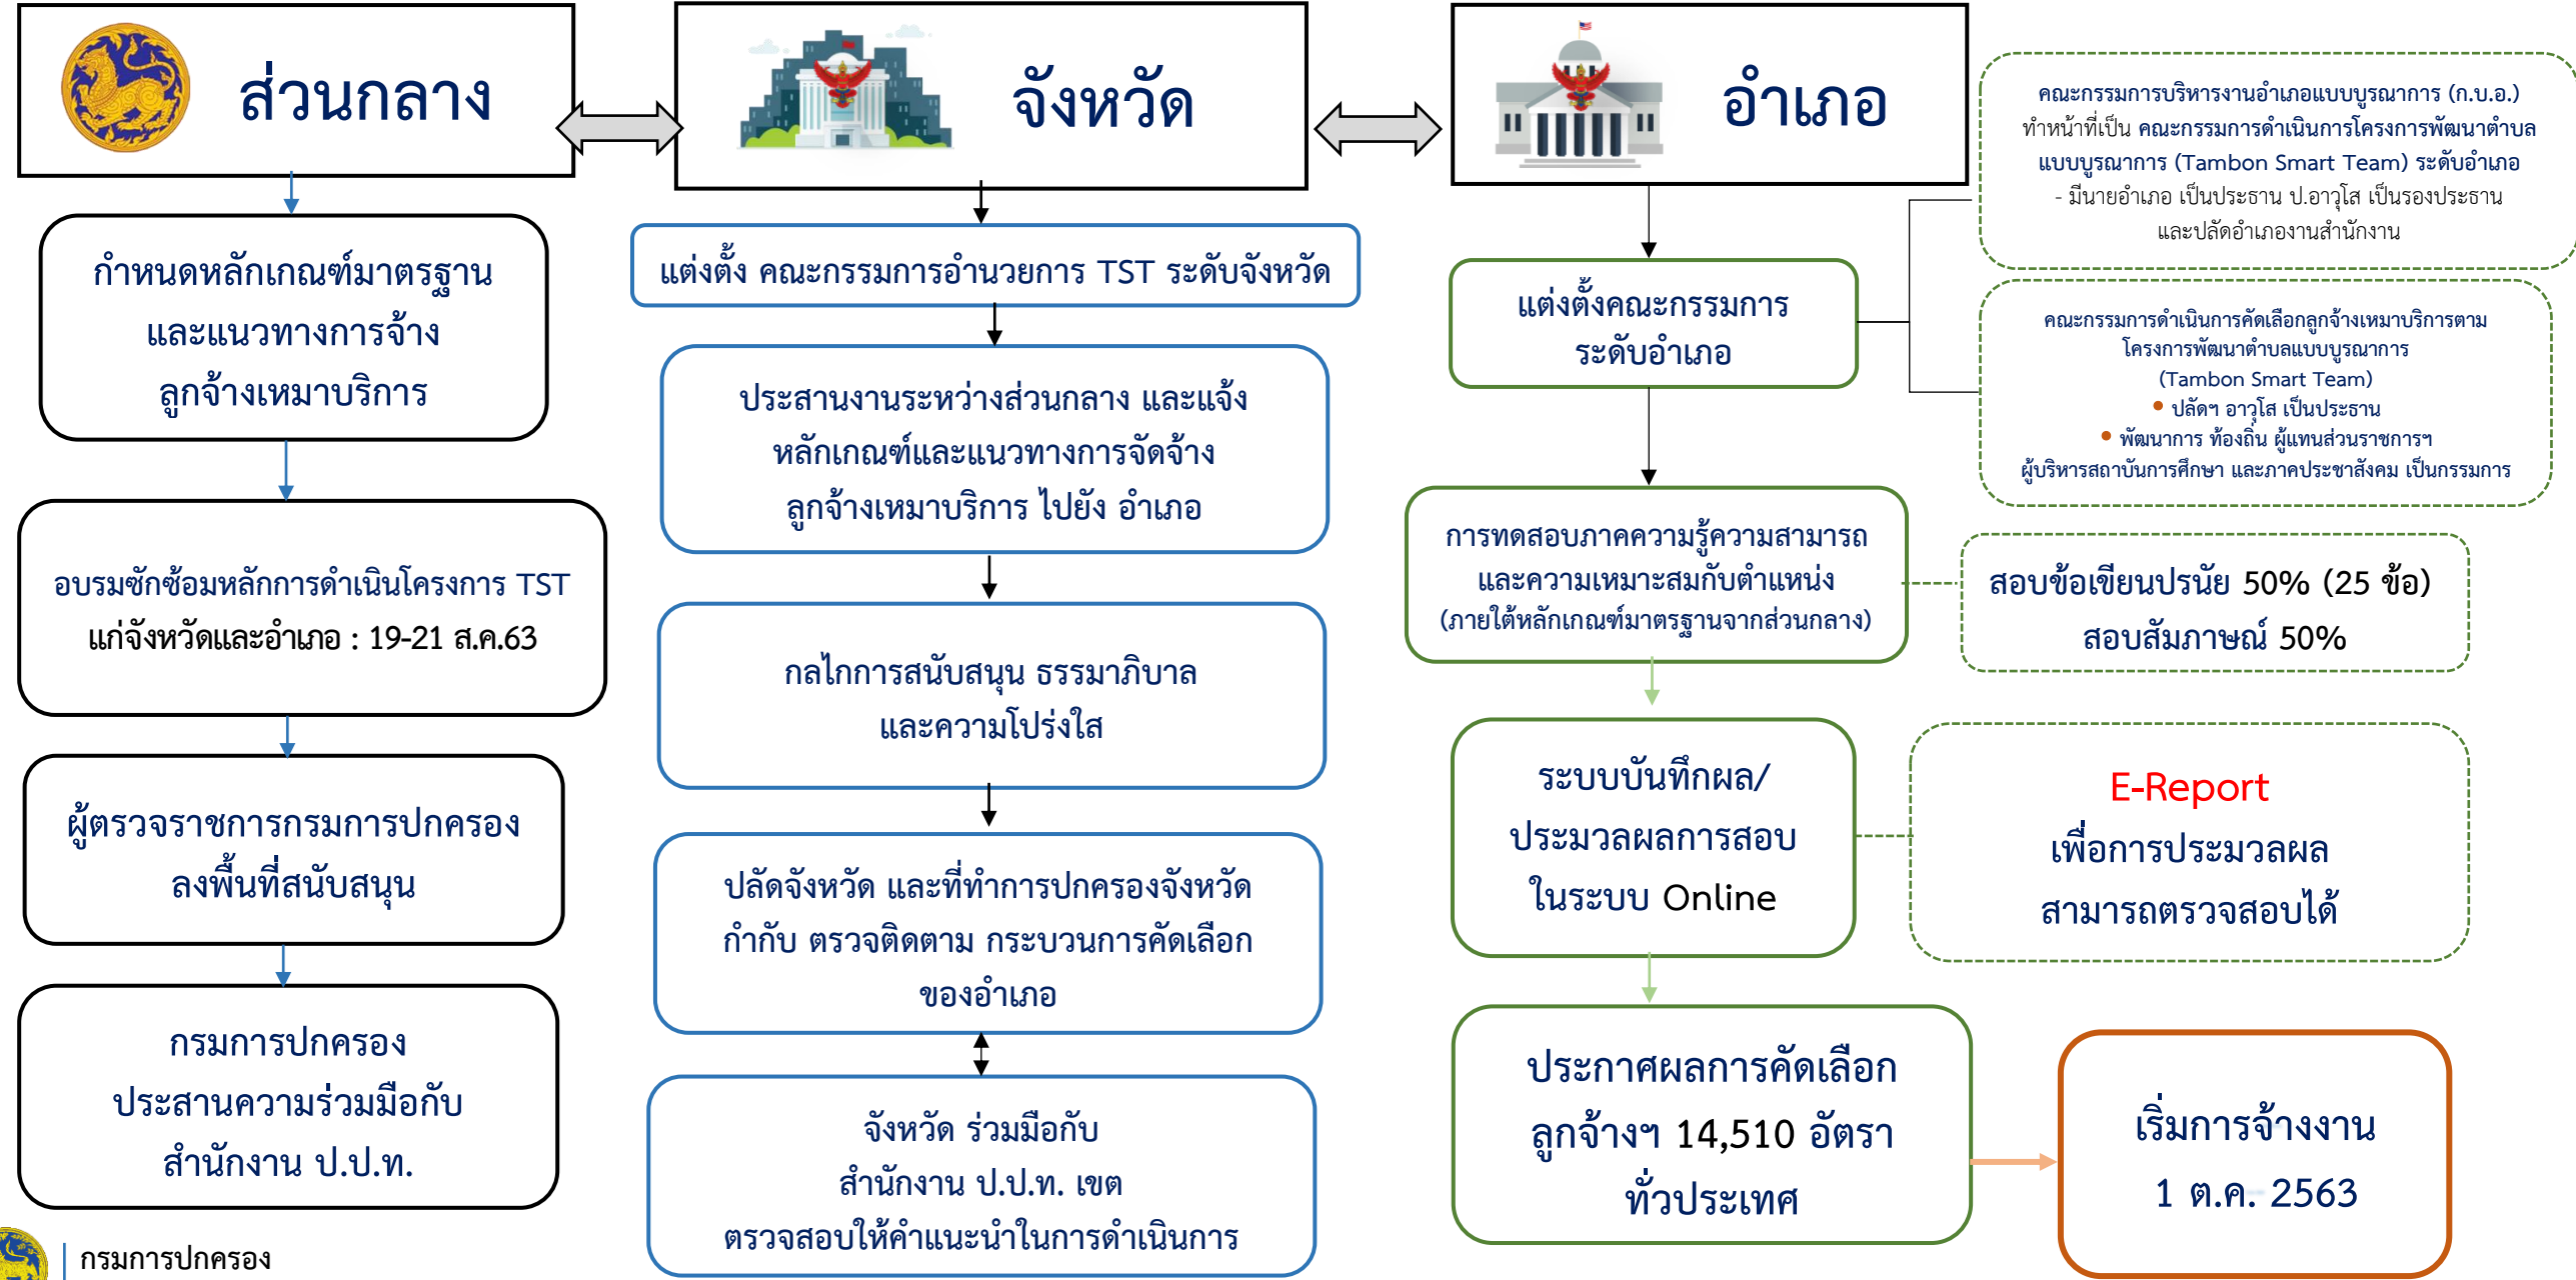 ส่วนกลาง
กำหนดหลักเกณฑ์มาตรฐาน
และแนวทางการจ้าง
ลูกจ้างเหมาบริการ
อบรมซักซ้อมหลักการดำเนินโครงการ TST
แก่จังหวัดและอำเภอ : 19-21 ส.ค.63
ผู้ตรวจราชการกรมการปกครอง
ลงพื้นที่สนับสนุน
กรมการปกครอง
ประสานความร่วมมือกับ
สำนักงาน ป.ป.ท.
กรมการปกครอง
จังหวัด
แต่งตั้ง คณะกรรมการอำนวยการ TST ระดับจังหวัด
ประสานงานระหว่างส่วนกลาง และแจ้ง
หลักเกณฑ์และแนวทางการจัดจ้าง
ลูกจ้างเหมาบริการ ไปยัง อำเภอ
กลไกการสนับสนุน ธรรมาภิบาล
และความโปร่งใส
ปลัดจังหวัด และที่ทำการปกครองจังหวัด
กำกับ ตรวจติดตาม กระบวนการคัดเลือก
ของอำเภอ
จังหวัด ร่วมมือกับ
สำนักงาน ป.ป.ท. เขต
ตรวจสอบให้คำแนะนำในการดำเนินการ
อำเภอ
แต่งตั้งคณะกรรมการ
ระดับอำเภอ
คณะกรรมการบริหารงานอำเภอแบบบูรณาการ (ก.บ.อ.)
ทำหน้าที่เป็น คณะกรรมการดำเนินการโครงการพัฒนาตำบล
แบบบูรณาการ (Tambon Smart Team) ระดับอำเภอ
- มีนายอำเภอ เป็นประธาน ป.อาวุโส เป็นรองประธาน
และปลัดอำเภองานสำนักงาน
คณะกรรมการดำเนินการคัดเลือกลูกจ้างเหมาบริการตาม
โครงการพัฒนาตำบลแบบบูรณาการ
(Tambon Smart Team)
• ปลัดฯ อาวุโส เป็นประธาน
• พัฒนาการ ท้องถิ่น ผู้แทนส่วนราชการฯ
ผู้บริหารสถาบันการศึกษา และภาคประชาสังคม เป็นกรรมการ
การทดสอบภาคความรู้ความสามารถ
และความเหมาะสมกับตำแหน่ง
(ภายใต้หลักเกณฑ์มาตรฐานจากส่วนกลาง)
สอบข้อเขียนปรนัย 50% (25 ข้อ)
สอบสัมภาษณ์ 50%
ระบบบันทึกผล/
ประมวลผลการสอบ
ในระบบ Online
E-Report
เพื่อการประมวลผล
สามารถตรวจสอบได้
ประกาศผลการคัดเลือก
ลูกจ้างฯ 14,510 อัตรา
ทั่วประเทศ
เริ่มการจ้างงาน
1 ต.ค. 2563